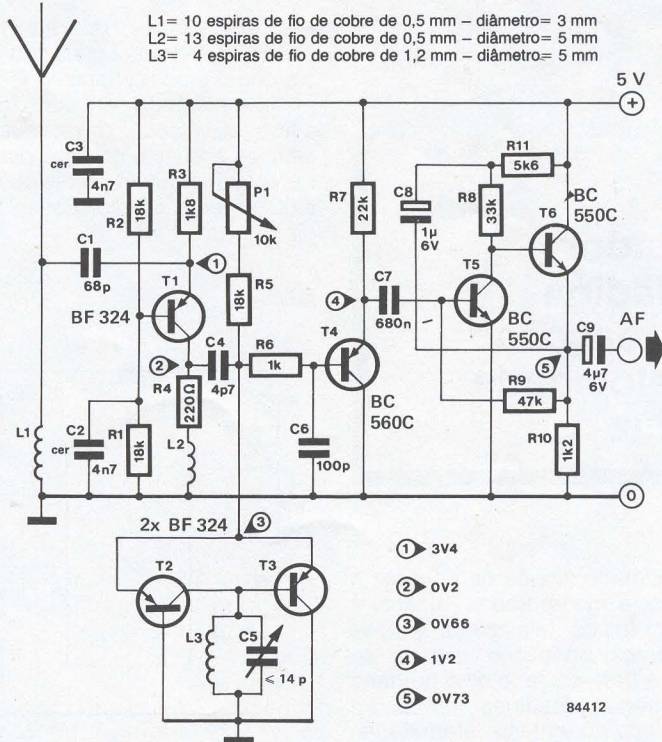 L1= 10 espiras de fio de cobre de 0,5 mm – diâmetro= 3 mm
L2= 13 espiras de fio de cobre de 0,5 mm – diâmetro= 5 mm
L3= 4 espiras de fio de cobre de 1,2 mm – diâmetro= 5 mm
5 V
+
C3
cer
4n7
R2
18k
R3
1k8
P1
10k
R7
22k
C8
1µ
6V
R8
33k
R11
5k6
T6
BC
550C
C1
68p
1
T1
BF 324
R5
18k
4
C7
680n
T5
BC
550C
2
C4
4p7
R6
1k
T4
BC
560C
5
C9
4µ7
6V
AF
R4
220Ω
R9
47k
L1
C2
cer
4n7
R1
18k
L2
C6
100p
R10
1k2
0
2x BF 324
3
T2
T3
L3
C5
≤ 14 p
1 3V4
2 0V2
3 0V66
4 1V2
5 0V73
84412